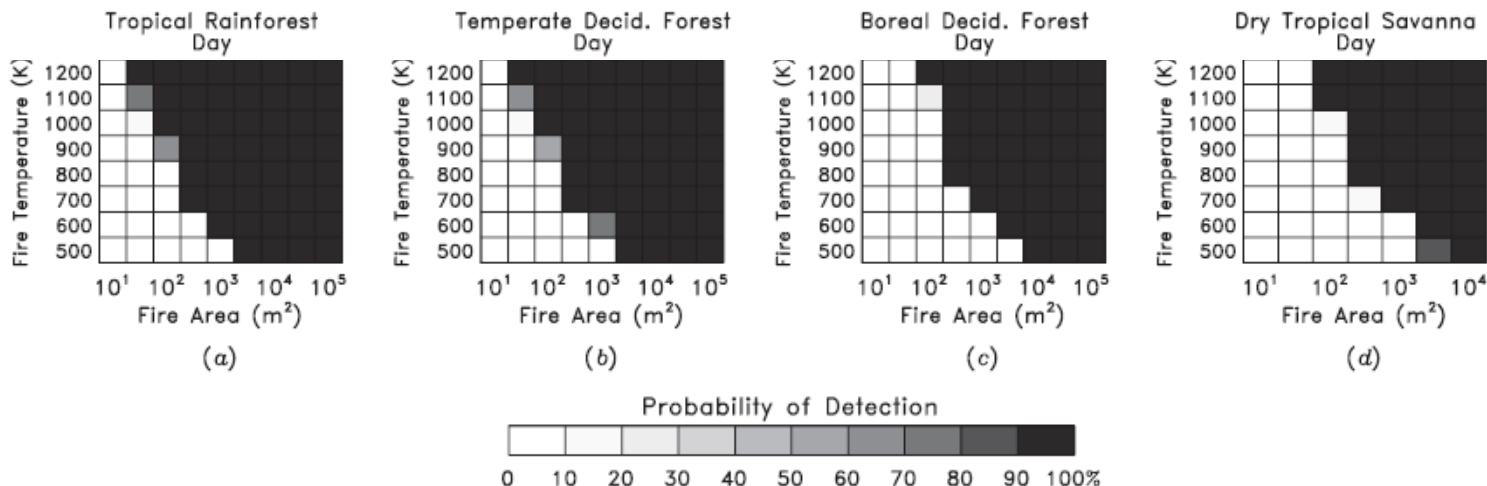 Tropical Rainforest
Day
Fire Temperature (K)
1200
1100
1000
900
800
700
600
500
10¹ 10² 10³ 10⁴ 10⁵
Fire Area (m²)
(a)
Temperate Decid. Forest
Day
Fire Temperature (K)
1200
1100
1000
900
800
700
600
500
10¹ 10² 10³ 10⁴ 10⁵
Fire Area (m²)
(b)
Boreal Decid. Forest
Day
Fire Temperature (K)
1200
1100
1000
900
800
700
600
500
10¹ 10² 10³ 10⁴ 10⁵
Fire Area (m²)
(c)
Dry Tropical Savanna
Day
Fire Temperature (K)
1200
1100
1000
900
800
700
600
500
10¹ 10² 10³ 10⁴
Fire Area (m²)
(d)
Probability of Detection
0 10 20 30 40 50 60 70 80 90 100%